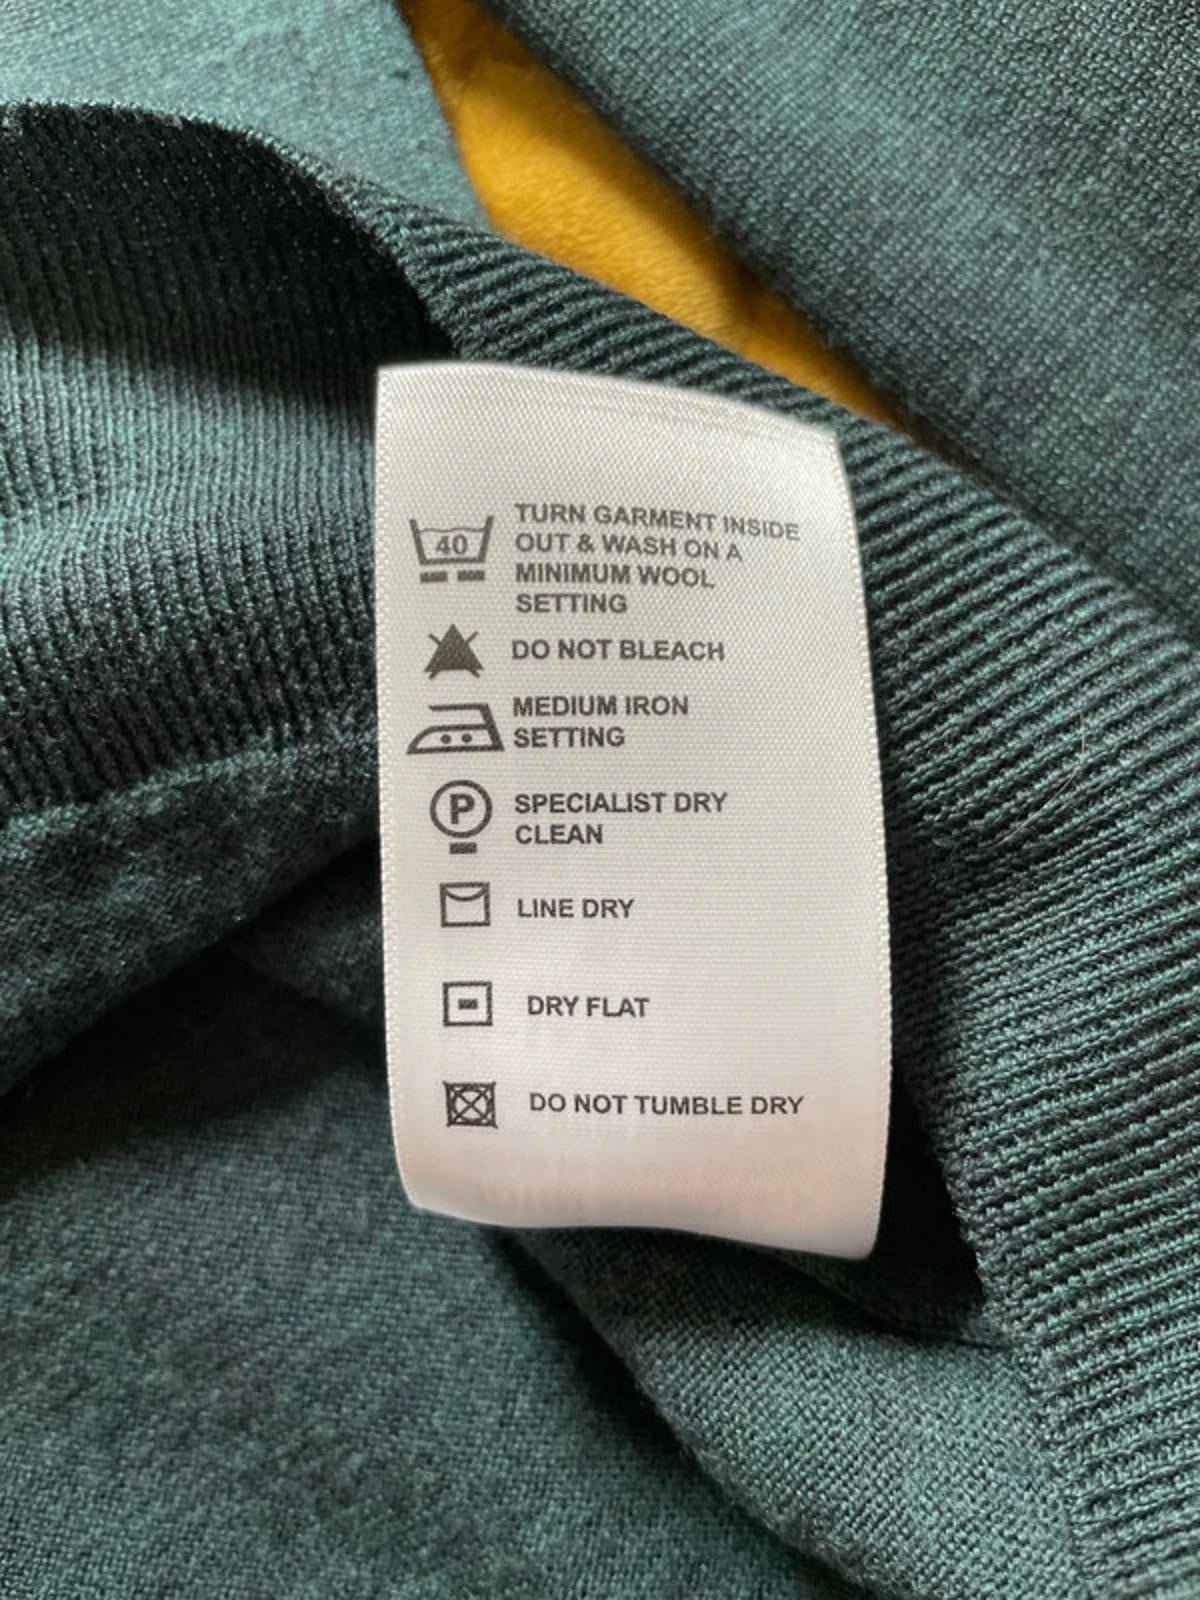 40
TURN GARMENT INSIDE
OUT & WASH ON A
MINIMUM WOOL
SETTING
DO NOT BLEACH
MEDIUM IRON
SETTING
P
SPECIALIST DRY
CLEAN
LINE DRY
DRY FLAT
DO NOT TUMBLE DRY